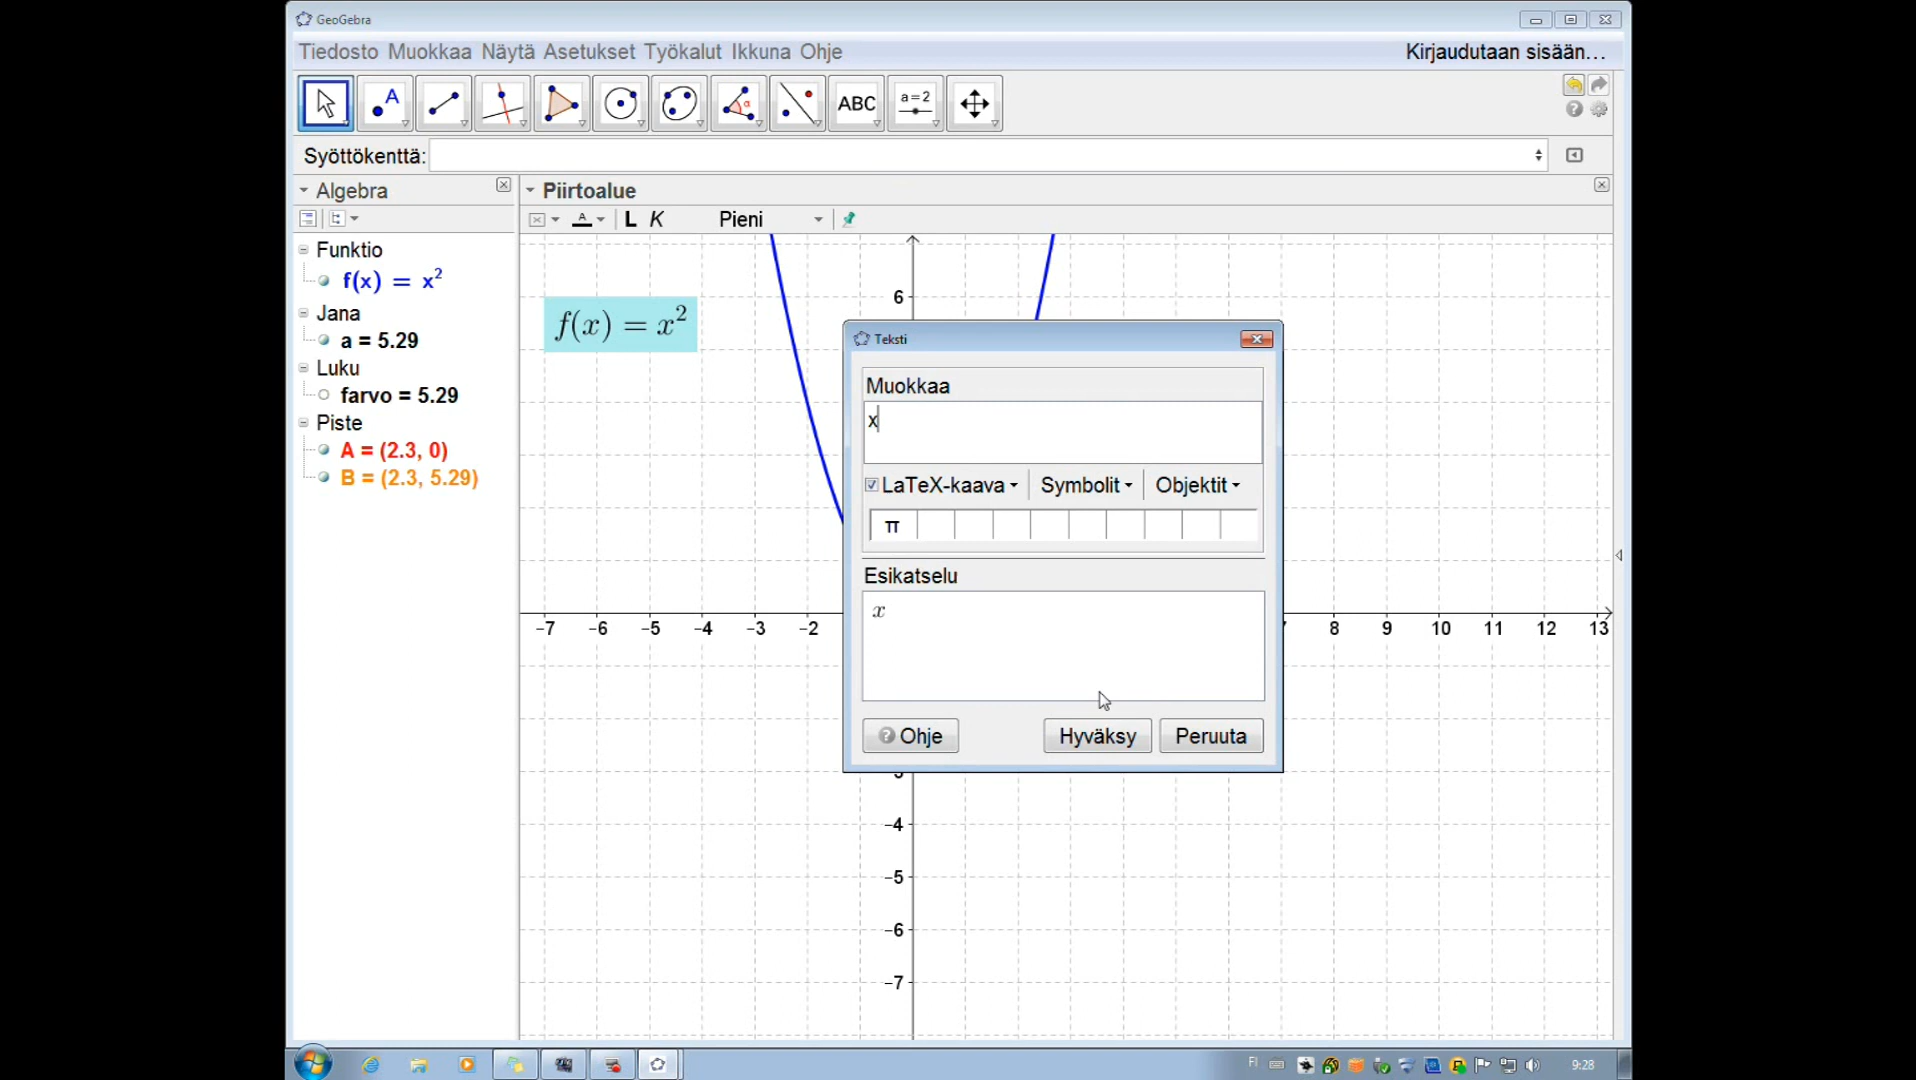 GeoGebra
Tiedosto Muokkaa Näytä Asetukset Työkalut Ikkuna Ohje
Kirjaudutaan sisään...
A
α
ABC
a=2
Syöttökenttä:
Algebra
Piirtoalue
A
L K Pieni
Funktio
f(x) = x²
Jana
a = 5.29
Luku
farvo = 5.29
Piste
A = (2.3, 0)
B = (2.3, 5.29)
f(x) = x²
6
Teksti
Muokkaa
x
LaTeX-kaava
Symbolit
Objektit
π
Esikatselu
x
Ohje
Hyväksy
Peruuta
-7 -6 -5 -4 -3 -2
8 9 10 11 12 13
-4
-5
-6
-7
FI
9:28